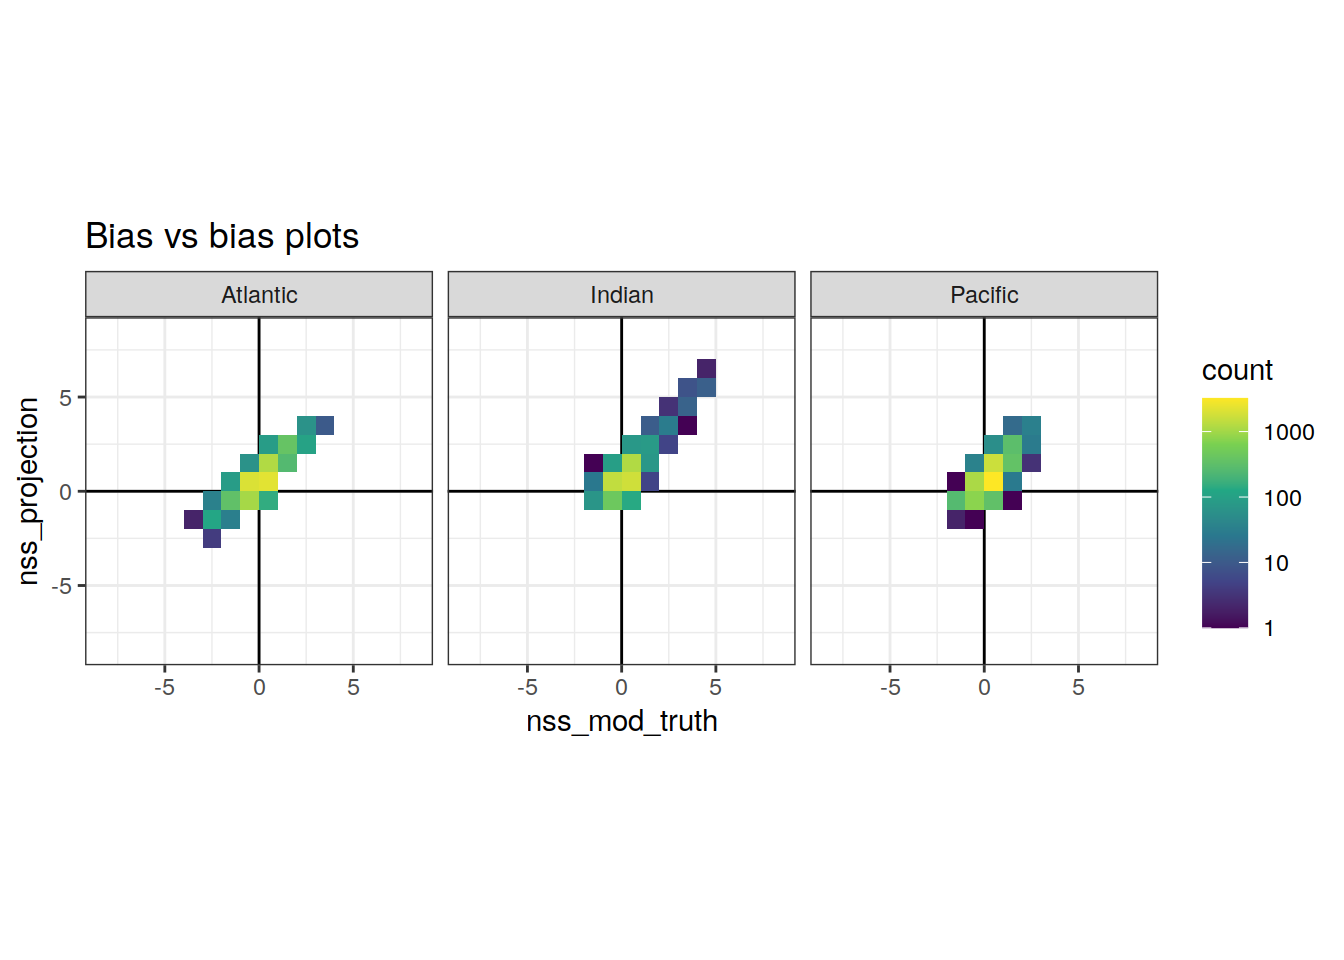 Bias vs bias plots
Atlantic Indian Pacific
count
1000
100
10
1
nss_projection
5
0
-5
-5 0 5 -5 0 5 -5 0 5
nss_mod_truth